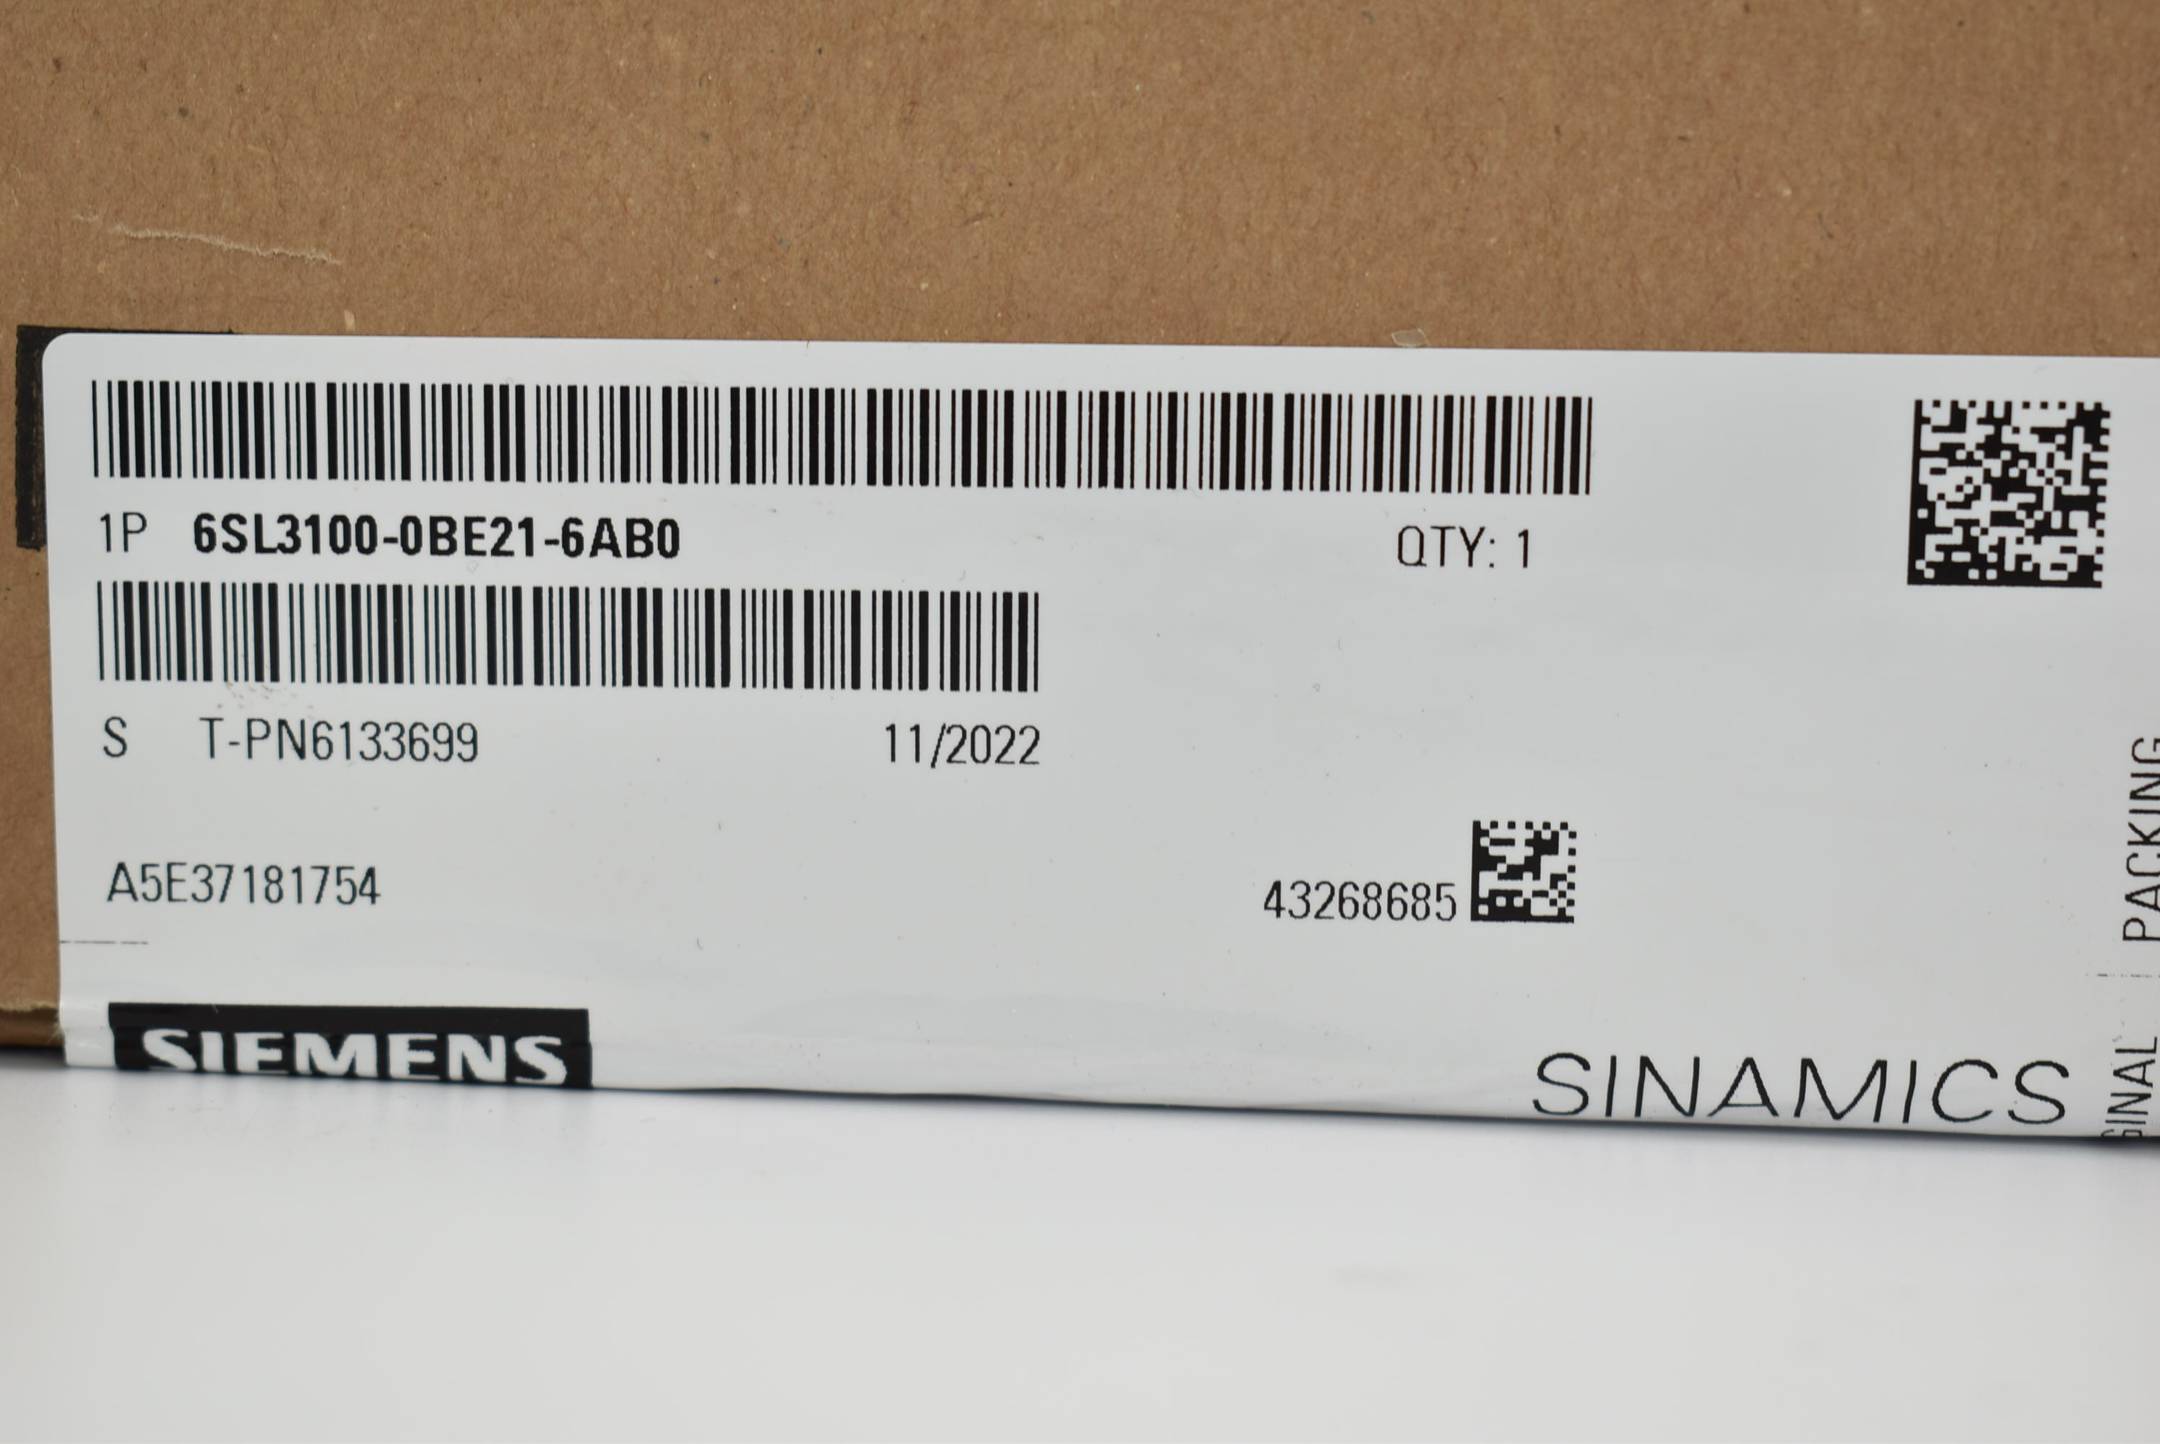 1P 6SL3100-0BE21-6AB0 QTY: 1
S T-PN6133699 11/2022
A5E37181754 43268685
SIEMENS SINAMICS
PACKING